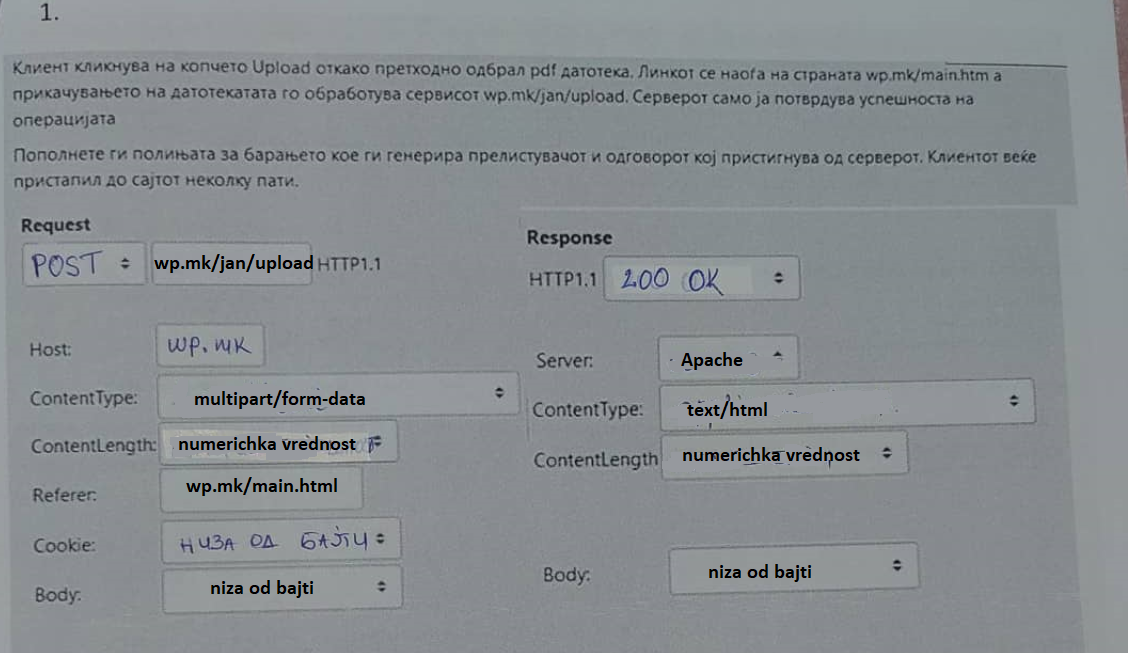 1.
Клиент кликнува на копчето Upload откако претходно одбрал pdf датотека. Линкот се наоѓа на страната wp.mk/main.htm а
прикачувањето на датотекатата го обработува сервисот wp.mk/jan/upload. Серверот само ја потврдува успешноста на
операцијата
Пополнете ги полињата за барањето кое ги генерира прелистувачот и одговорот кој пристигнува од серверот. Клиентот веќе
пристапил до сајтот неколку пати.
Request
POST wp.mk/jan/upload HTTP1.1
Host: wp.mk
ContentType: multipart/form-data
ContentLength: numerichka vrednost
Referer: wp.mk/main.html
Cookie: низа од бајти
Body: niza od bajti
Response
HTTP1.1 200 OK
Server: Apache
ContentType: text/html
ContentLength numerichka vrednost
Body: niza od bajti